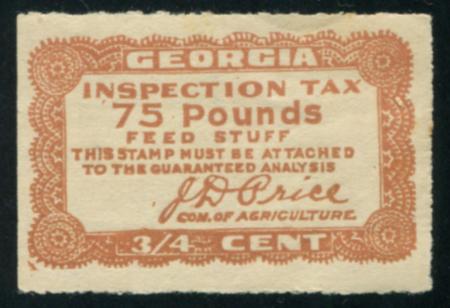 GEORGIA
INSPECTION TAX
75 Pounds
FEED STUFF
THIS STAMP MUST BE ATTACHED
TO THE GUARANTEED ANALYSIS
J D Price
COM. OF AGRICULTURE.
3/4 CENT